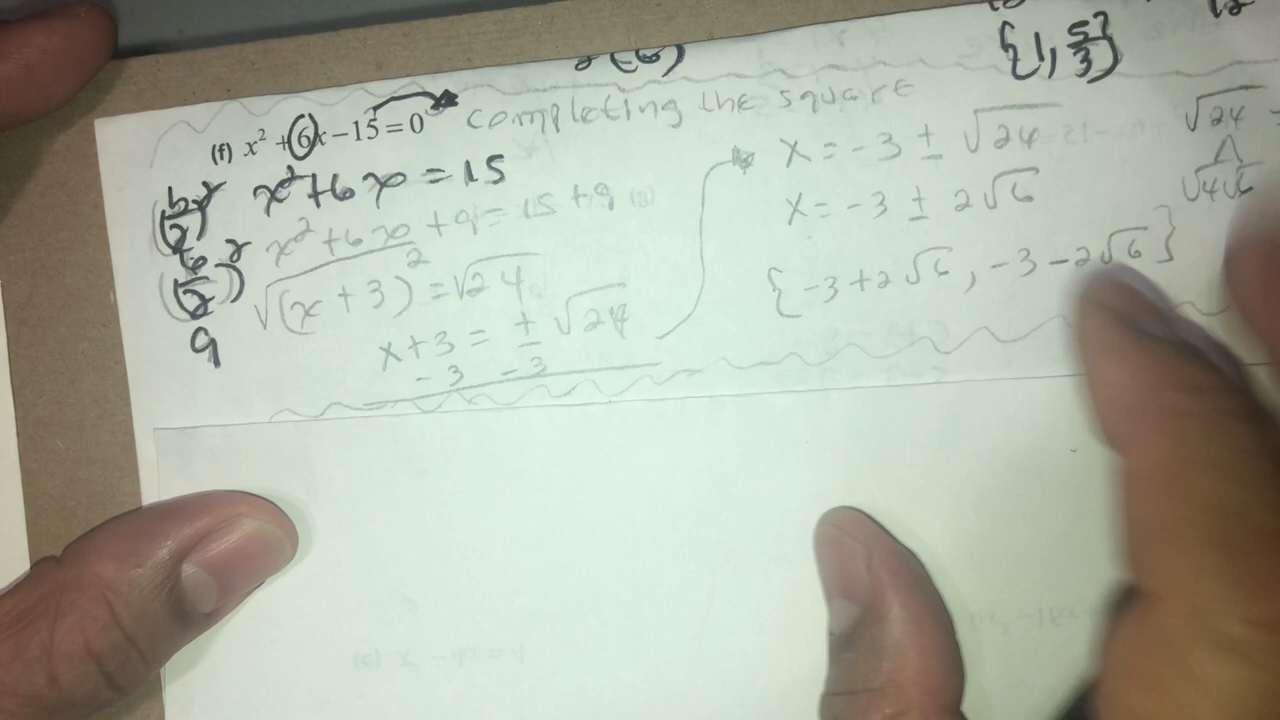 {1, 5/3}
(f) x² + 6x − 15 = 0 completing the square
(b/2)² x² + 6x = 15
x² + 6x + 9 = 15 + 9
(6/2)²
√(x + 3)² = √24
9
x + 3 = ± √24
− 3 − 3
x = −3 ± √24
x = −3 ± 2√6
{−3 + 2√6, −3 − 2√6}
√24 =
√4√6